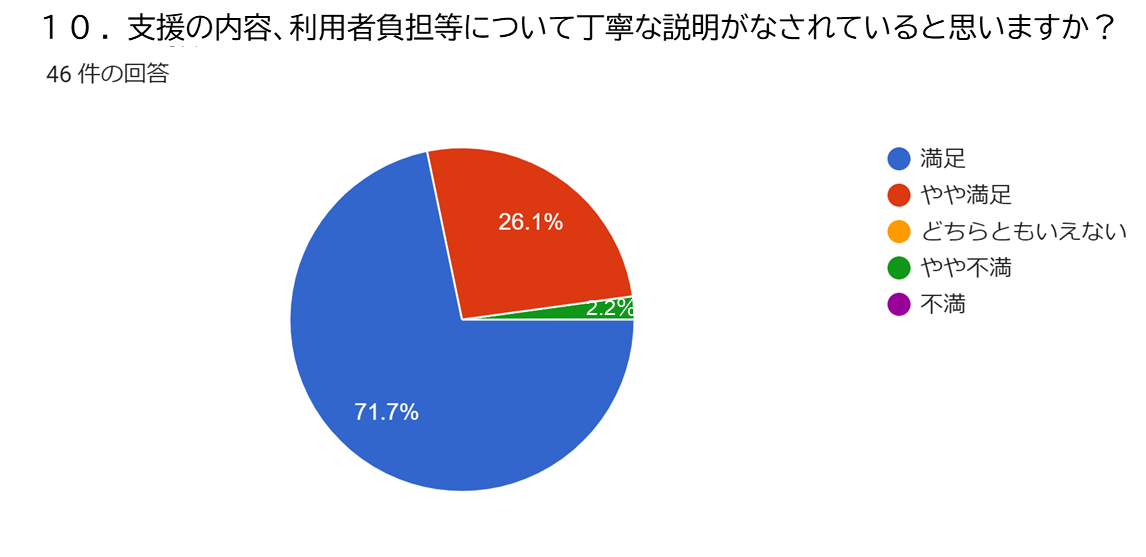 １０．支援の内容、利用者負担等について丁寧な説明がなされていると思いますか？
46 件の回答
満足
やや満足
どちらともいえない
やや不満
不満
26.1%
2.2%
71.7%